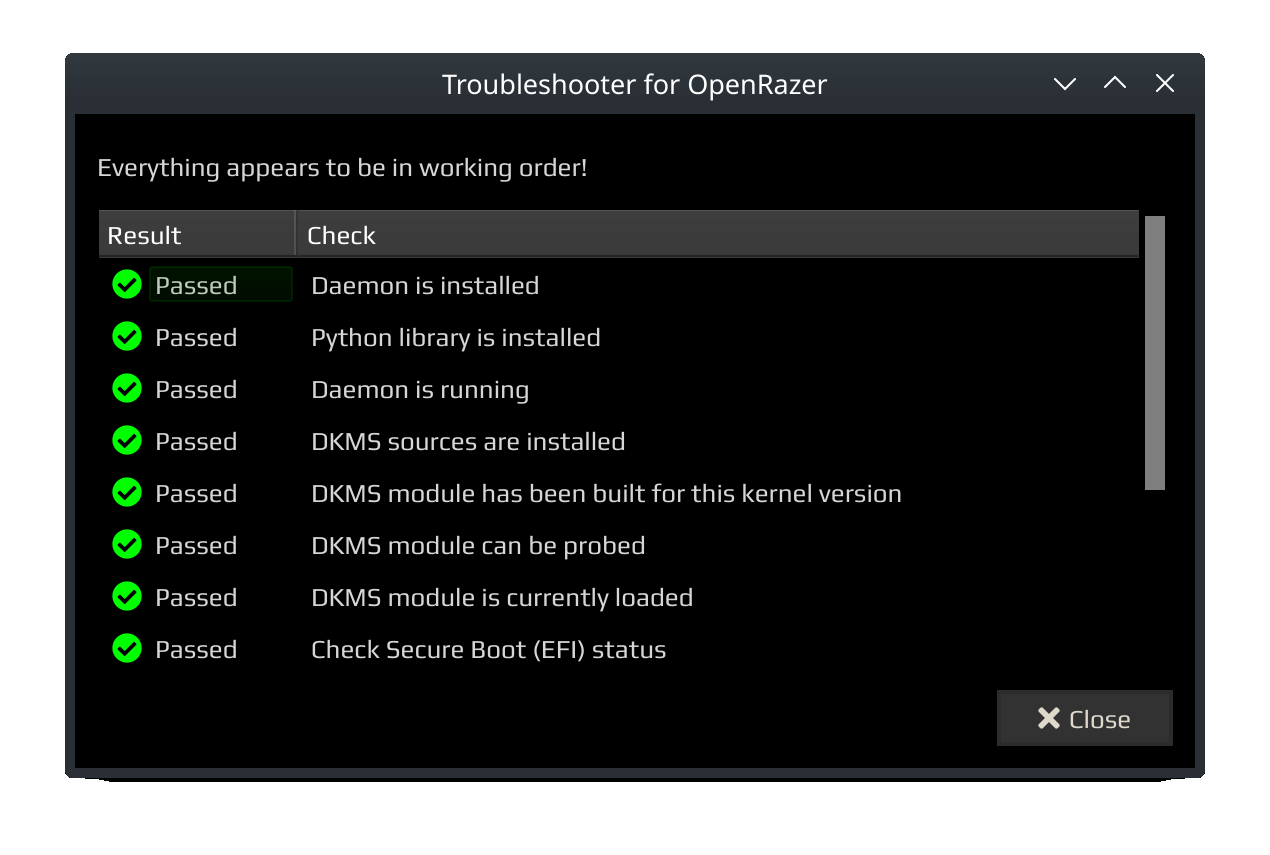 Troubleshooter for OpenRazer
Everything appears to be in working order!
Result Check
Passed Daemon is installed
Passed Python library is installed
Passed Daemon is running
Passed DKMS sources are installed
Passed DKMS module has been built for this kernel version
Passed DKMS module can be probed
Passed DKMS module is currently loaded
Passed Check Secure Boot (EFI) status
Close